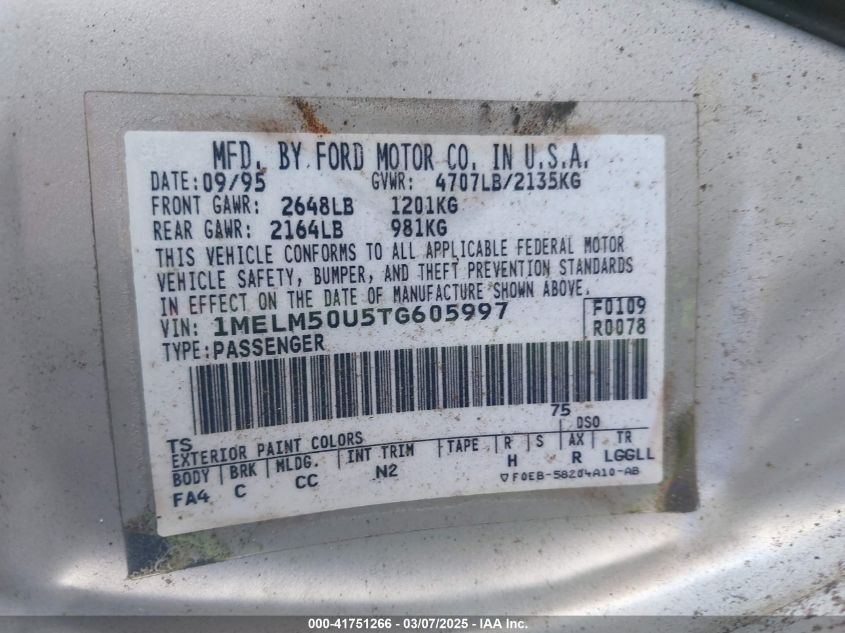 MFD. BY FORD MOTOR CO. IN U.S.A.
DATE: 09/95 GVWR: 4707LB/2135KG
FRONT GAWR: 2648LB 1201KG
REAR GAWR: 2164LB 981KG
THIS VEHICLE CONFORMS TO ALL APPLICABLE FEDERAL MOTOR
VEHICLE SAFETY, BUMPER, AND THEFT PREVENTION STANDARDS
IN EFFECT ON THE DATE OF MANUFACTURE SHOWN ABOVE.
VIN: 1MELM50U5TG605997 F0109
TYPE: PASSENGER R0078
75
TS DSO
EXTERIOR PAINT COLORS
BODY BRK MLDG. INT TRIM TAPE R S AX TR
FA4 C CC N2 H R LGGLL
▽F0EB-58204A10-AB
000-41751266 - 03/07/2025 - IAA Inc.